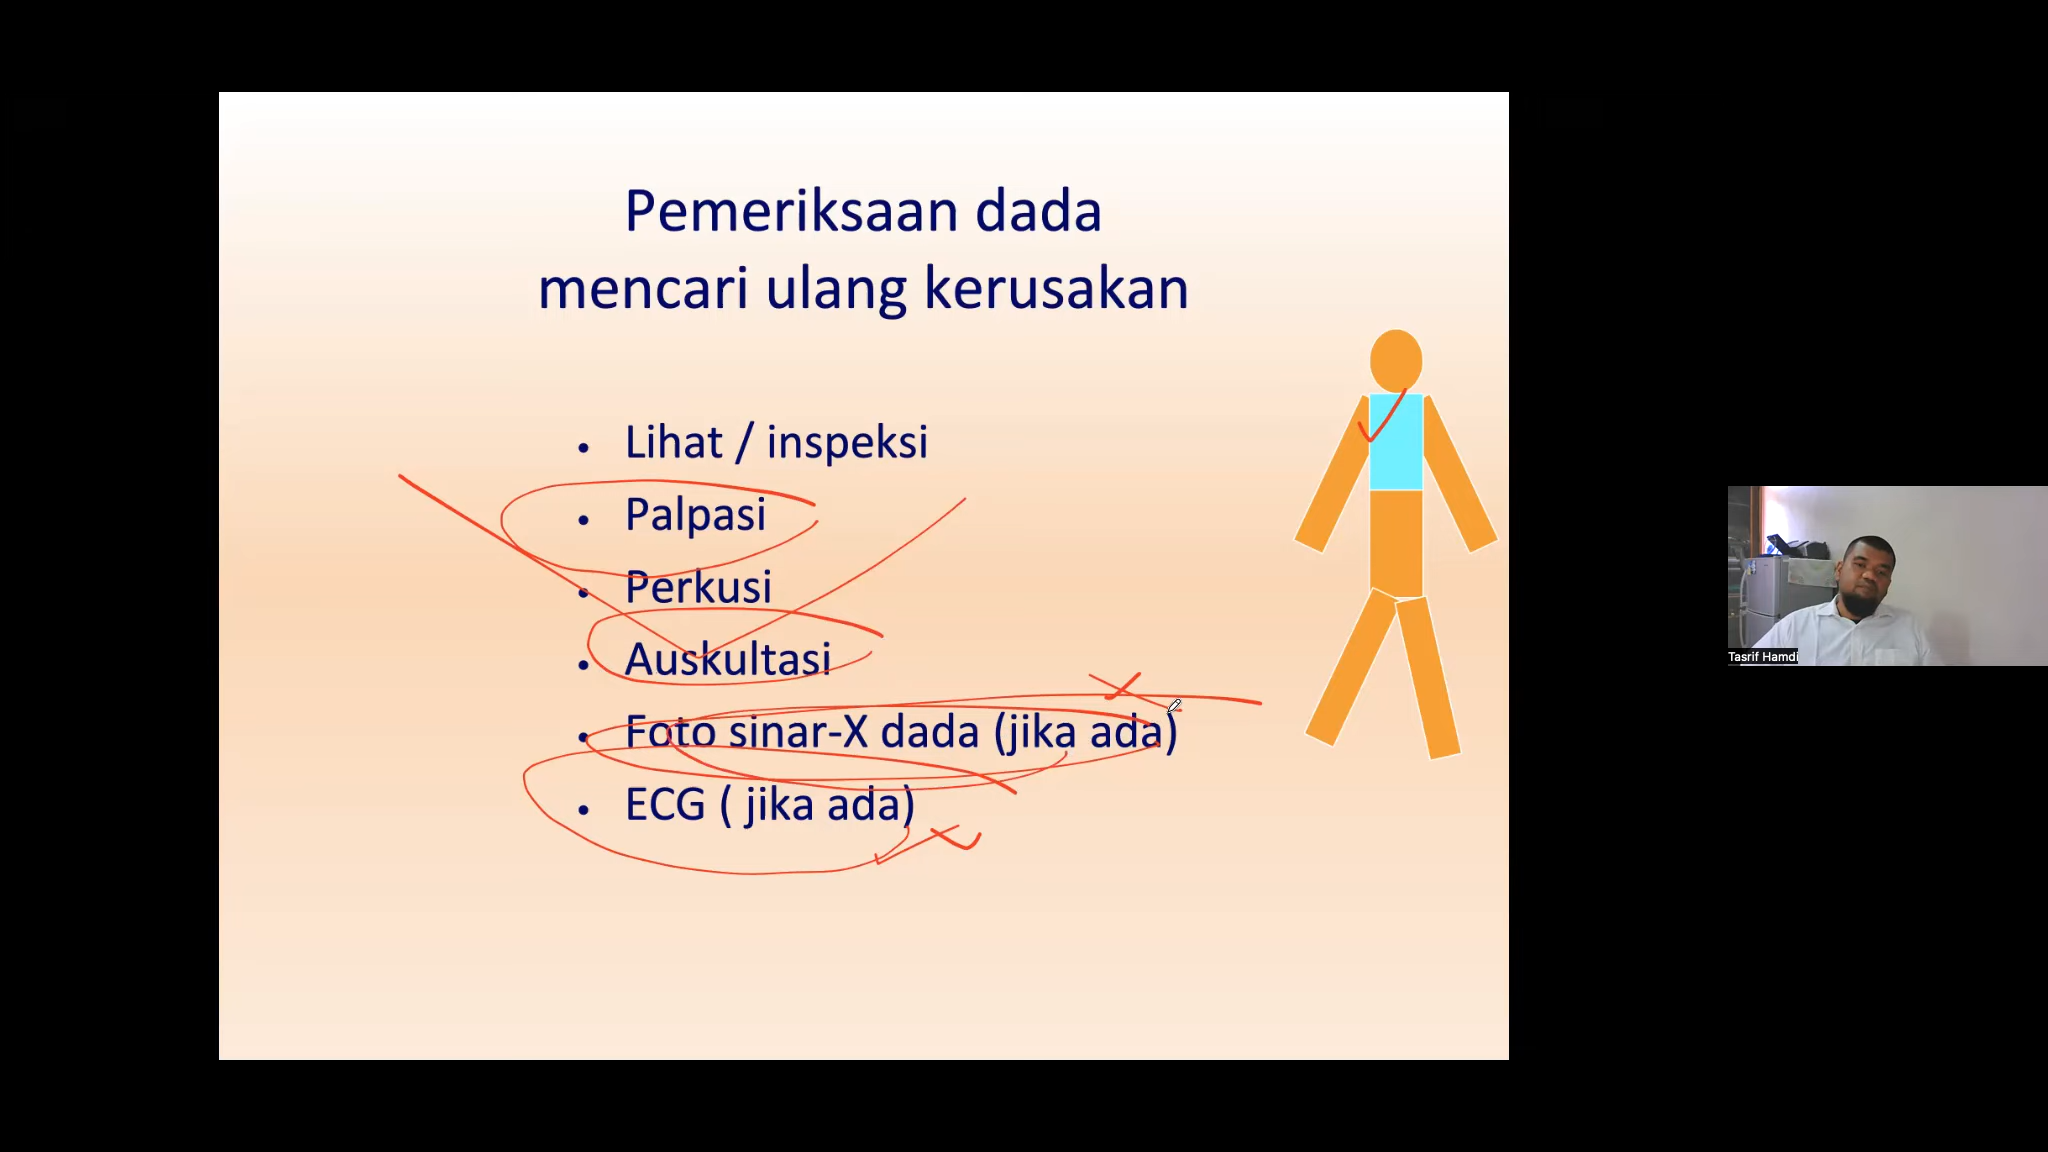 Pemeriksaan dada
mencari ulang kerusakan
• Lihat / inspeksi
• Palpasi
• Perkusi
• Auskultasi
• Foto sinar-X dada (jika ada)
• ECG ( jika ada)
Tasrif Hamdi